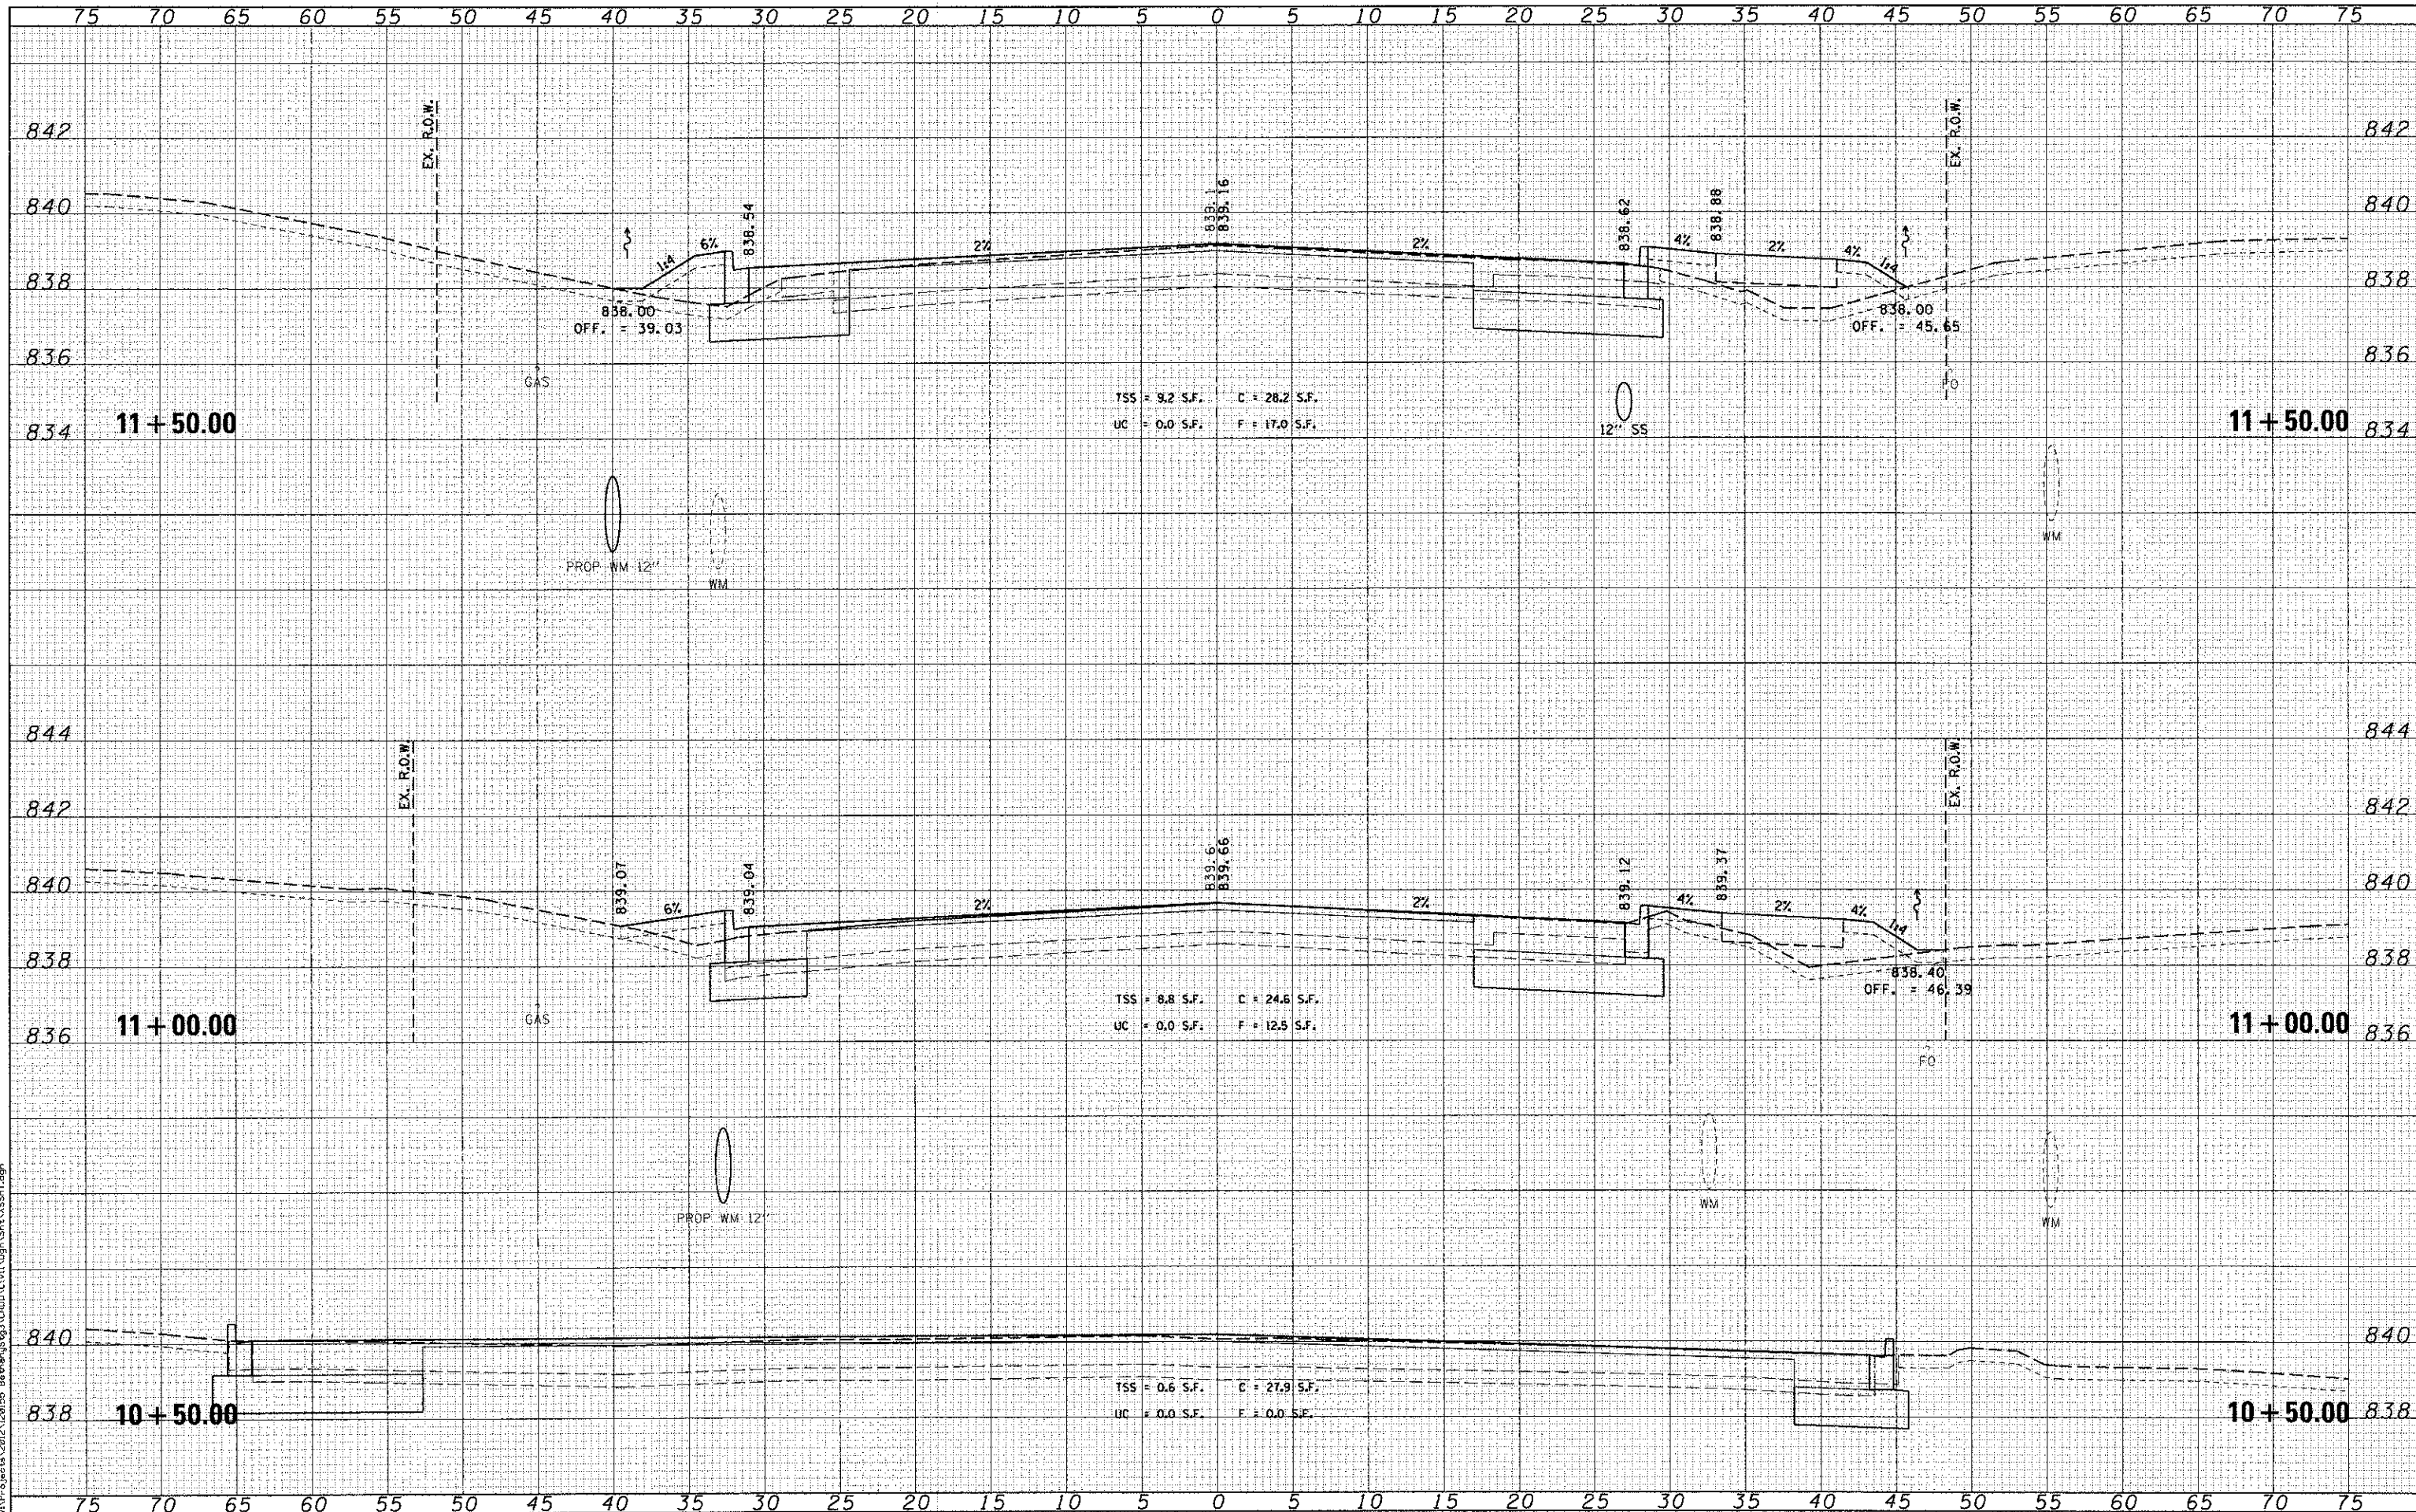 75 70 65 60 55 50 45 40 35 30 25 20 15 10 5 0 5 10 15 20 25 30 35 40 45 50 55 60 65 70 75
EX. R.O.W.
EX. R.O.W.
842
842
840
840
838.54
839.1
839.16
838.62
838.88
6%
1:4
2%
2%
4%
2%
4%
1:4
838
838
838.00
OFF. = 39.03
838.00
OFF. = 45.65
836
836
GAS
FO
TSS = 9.2 S.F. C = 28.2 S.F.
UC = 0.0 S.F. F = 17.0 S.F.
12" SS
11+50.00
11+50.00
834
834
PROP WM 12"
WM
WM
844
844
EX. R.O.W.
EX. R.O.W.
842
842
839.07
839.04
839.6
839.66
839.12
839.37
840
840
6%
2%
2%
4%
2%
4%
1:4
838
838
838.40
OFF. = 46.39
TSS = 8.8 S.F. C = 24.6 S.F.
UC = 0.0 S.F. F = 12.5 S.F.
GAS
11+00.00
11+00.00
836
836
FO
PROP WM 12"
WM
WM
840
840
TSS = 0.6 S.F. C = 27.9 S.F.
UC = 0.0 S.F. F = 0.0 S.F.
10+50.00
10+50.00
838
838
75 70 65 60 55 50 45 40 35 30 25 20 15 10 5 0 5 10 15 20 25 30 35 40 45 50 55 60 65 70 75